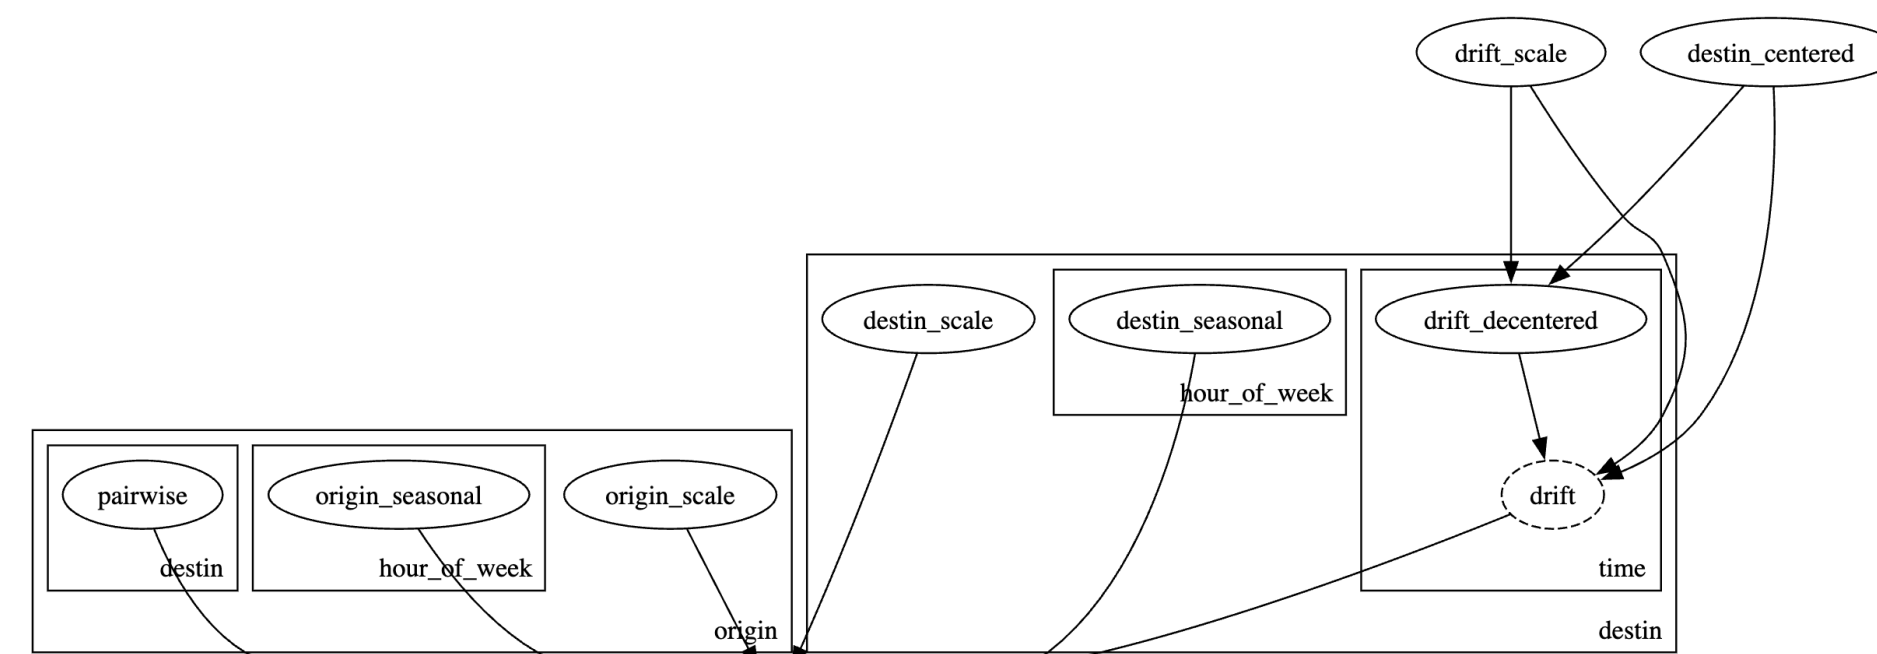 drift_scale
destin_centered
destin_scale
destin_seasonal
drift_decentered
hour_of_week
pairwise
origin_seasonal
origin_scale
drift
destin
hour_of_week
time
origin
destin